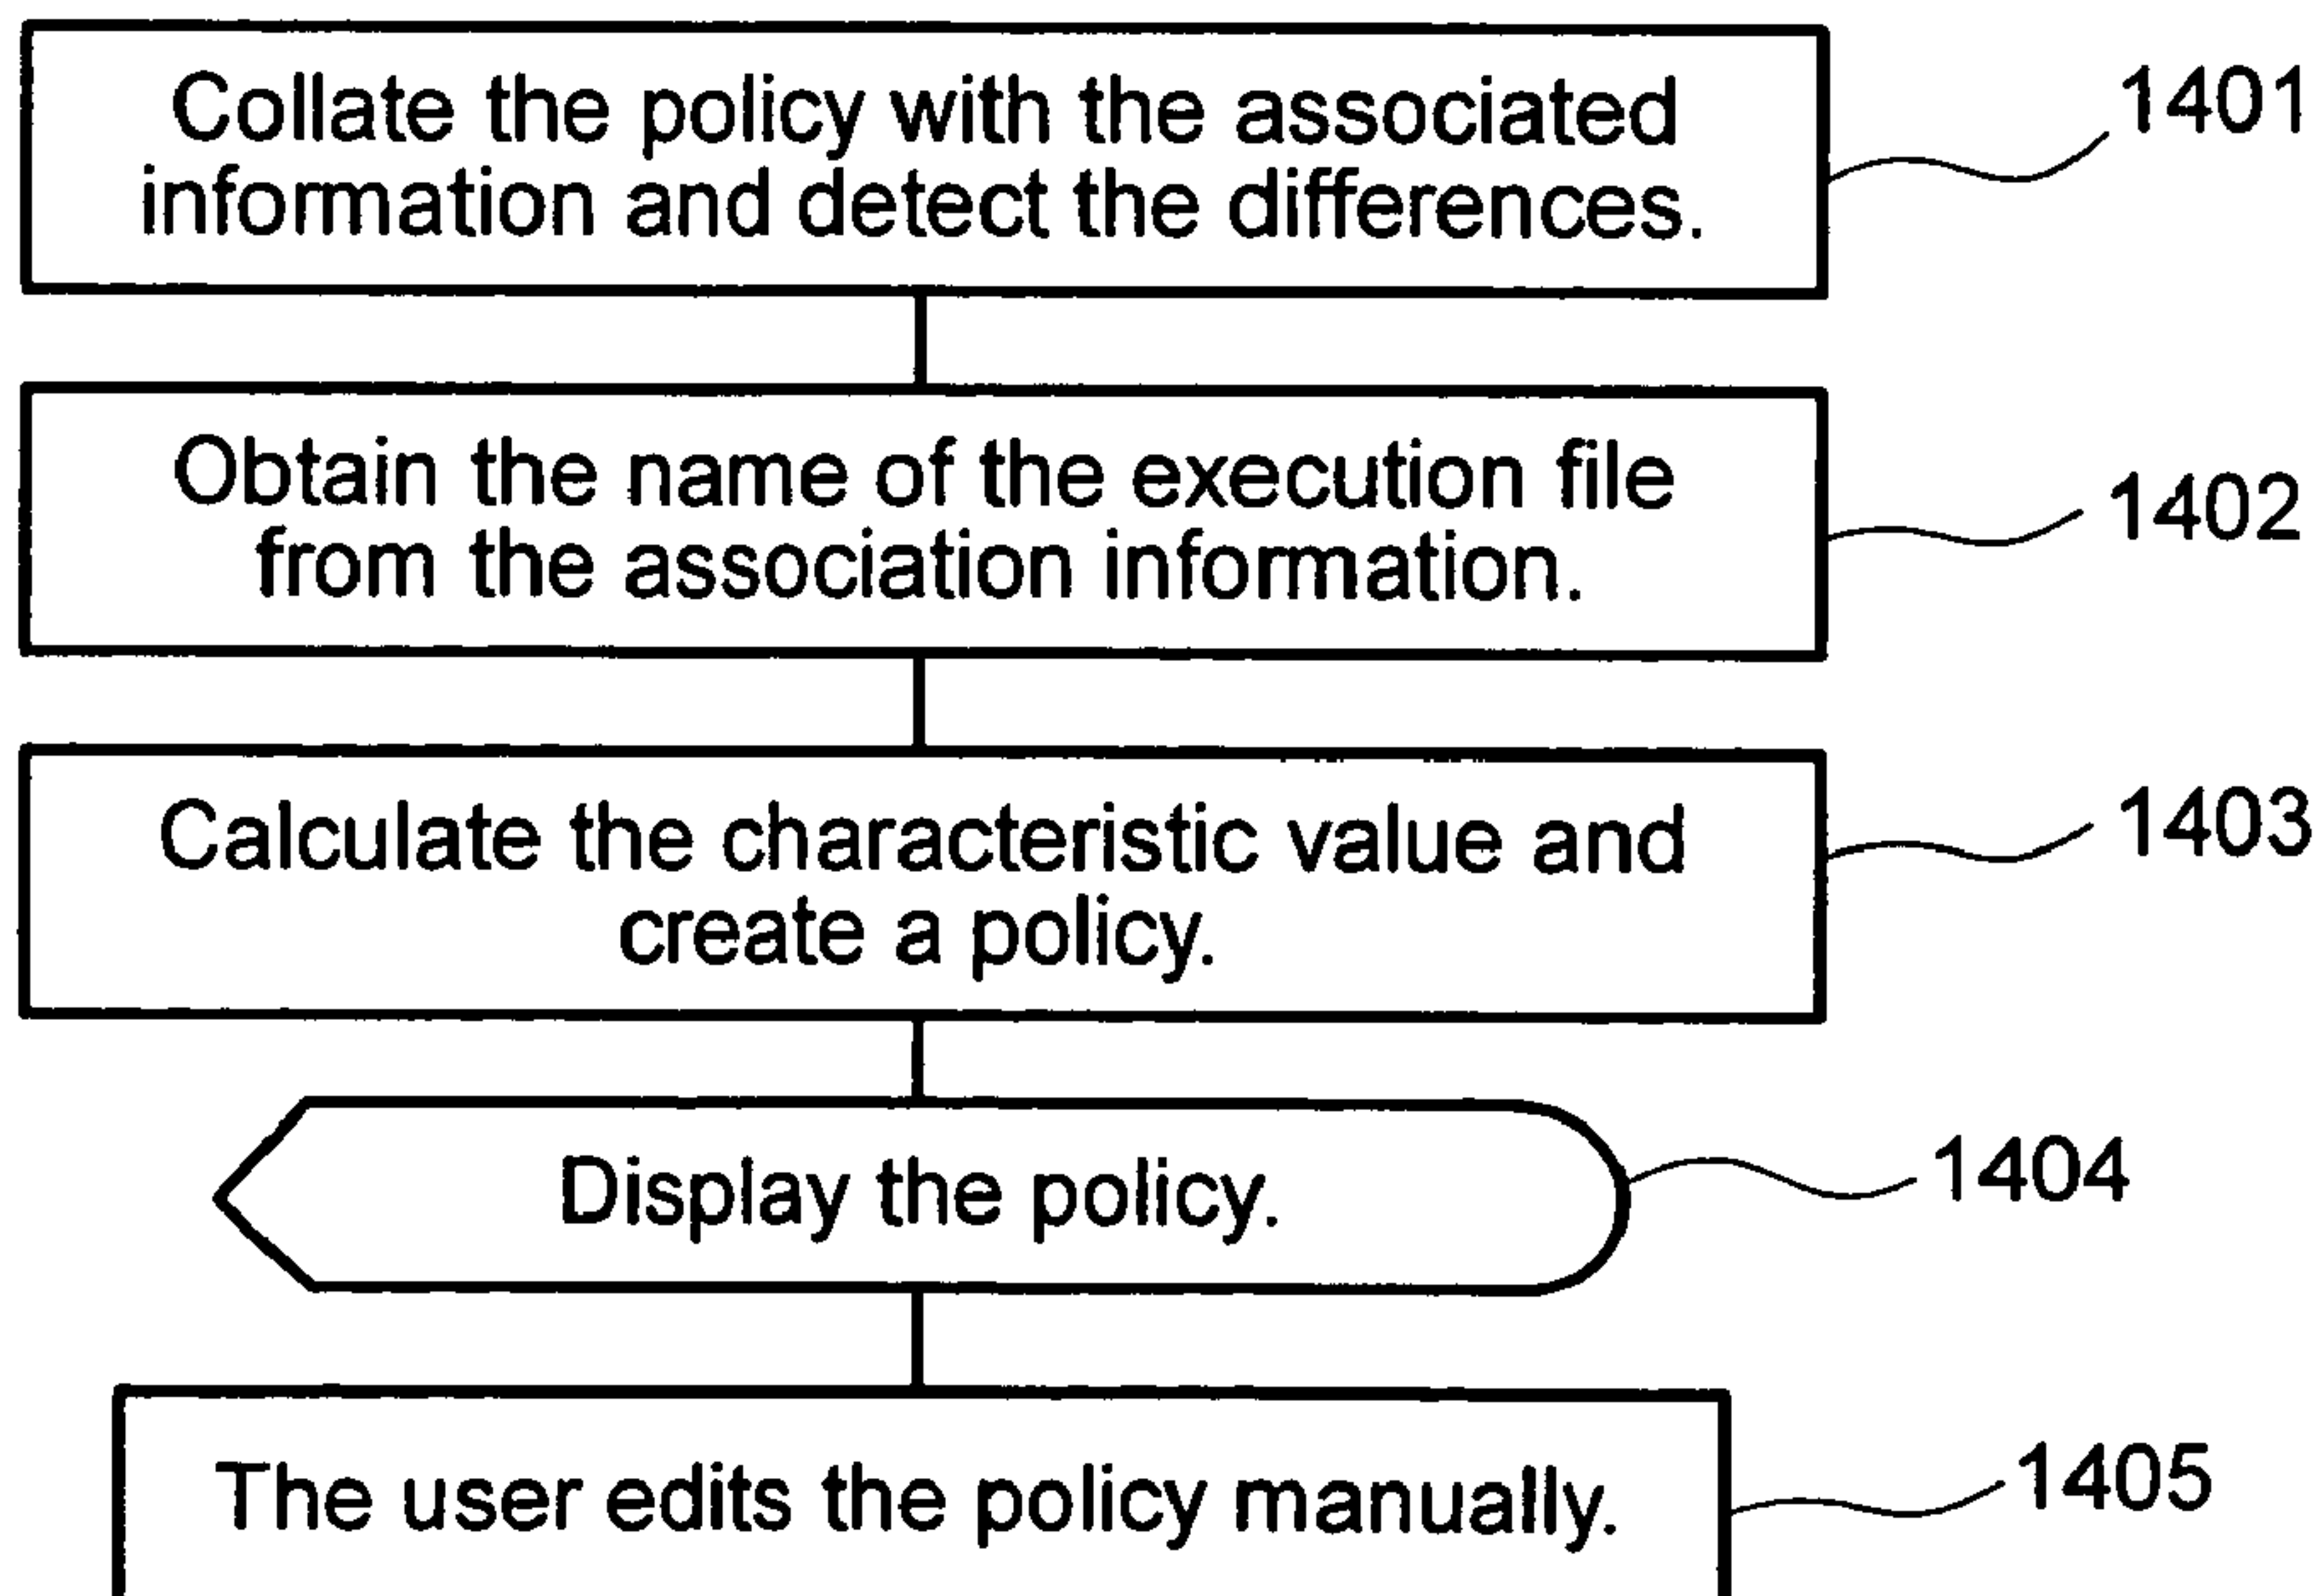 Collate the policy with the associated
information and detect the differences.
1401
Obtain the name of the execution file
from the association information.
1402
Calculate the characteristic value and
create a policy.
1403
Display the policy.
1404
The user edits the policy manually.
1405